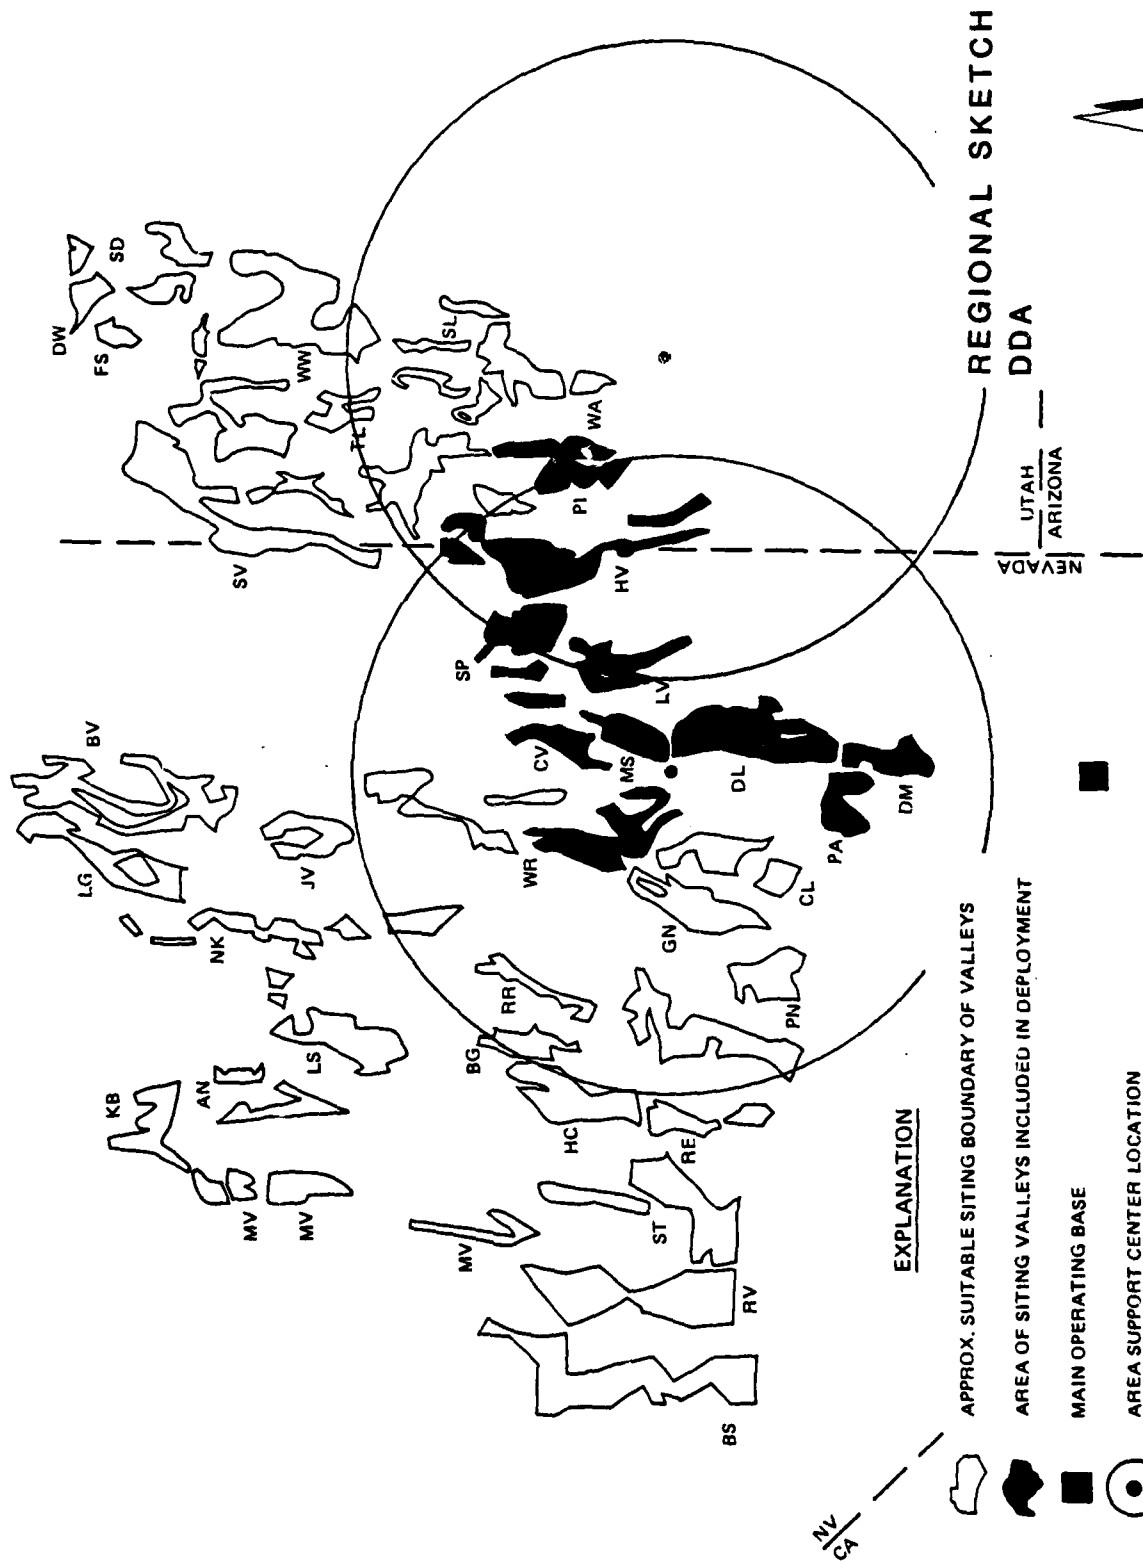 REGIONAL SKETCH
DDA
DW
SD
FS
WW
SL
TL
WA
SV
PI
HV
UTAH
ARIZONA
NEVADA
SP
LV
BV
CV
MS
DL
DM
LG
JV
WR
PA
CL
NK
GN
RR
PN
LS
BG
KB
AN
HC
RE
MV
MV
MV
ST
RV
BS
NV
CA
EXPLANATION
APPROX. SUITABLE SITING BOUNDARY OF VALLEYS
AREA OF SITING VALLEYS INCLUDED IN DEPLOYMENT
MAIN OPERATING BASE
AREA SUPPORT CENTER LOCATION